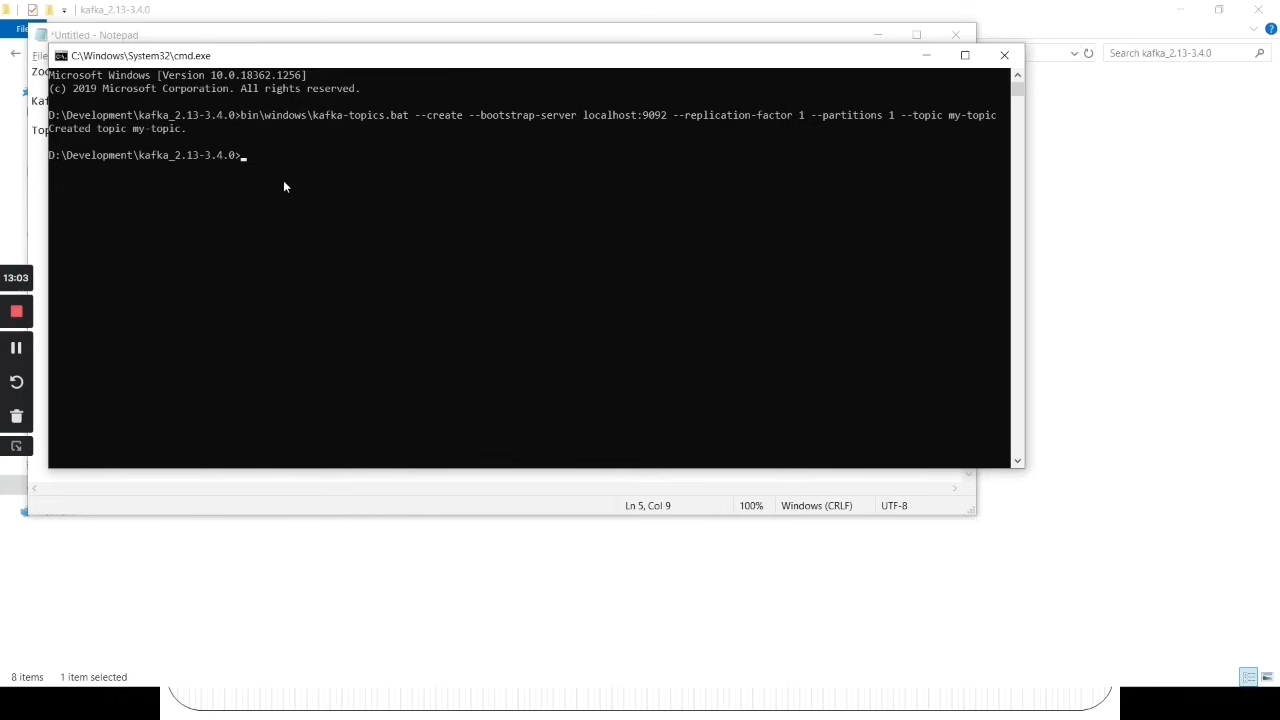 kafka_2.13-3.4.0
File
*Untitled - Notepad
Search kafka_2.13-3.4.0
C:\Windows\System32\cmd.exe
Microsoft Windows [Version 10.0.18362.1256]
(c) 2019 Microsoft Corporation. All rights reserved.
D:\Development\kafka_2.13-3.4.0>bin\windows\kafka-topics.bat --create --bootstrap-server localhost:9092 --replication-factor 1 --partitions 1 --topic my-topic
Created topic my-topic.
D:\Development\kafka_2.13-3.4.0>
13:03
Ln 5, Col 9
100%
Windows (CRLF)
UTF-8
8 items
1 item selected